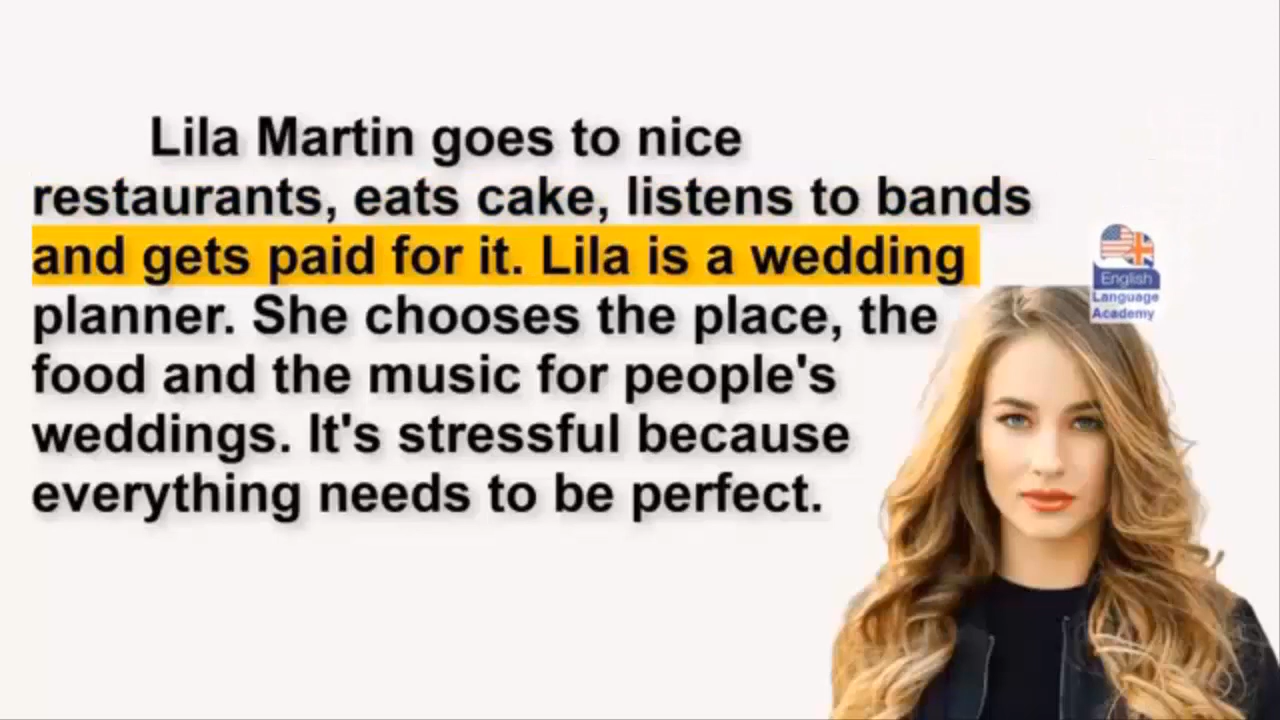 Lila Martin goes to nice
restaurants, eats cake, listens to bands
and gets paid for it. Lila is a wedding
planner. She chooses the place, the
food and the music for people's
weddings. It's stressful because
everything needs to be perfect.
English
Language
Academy